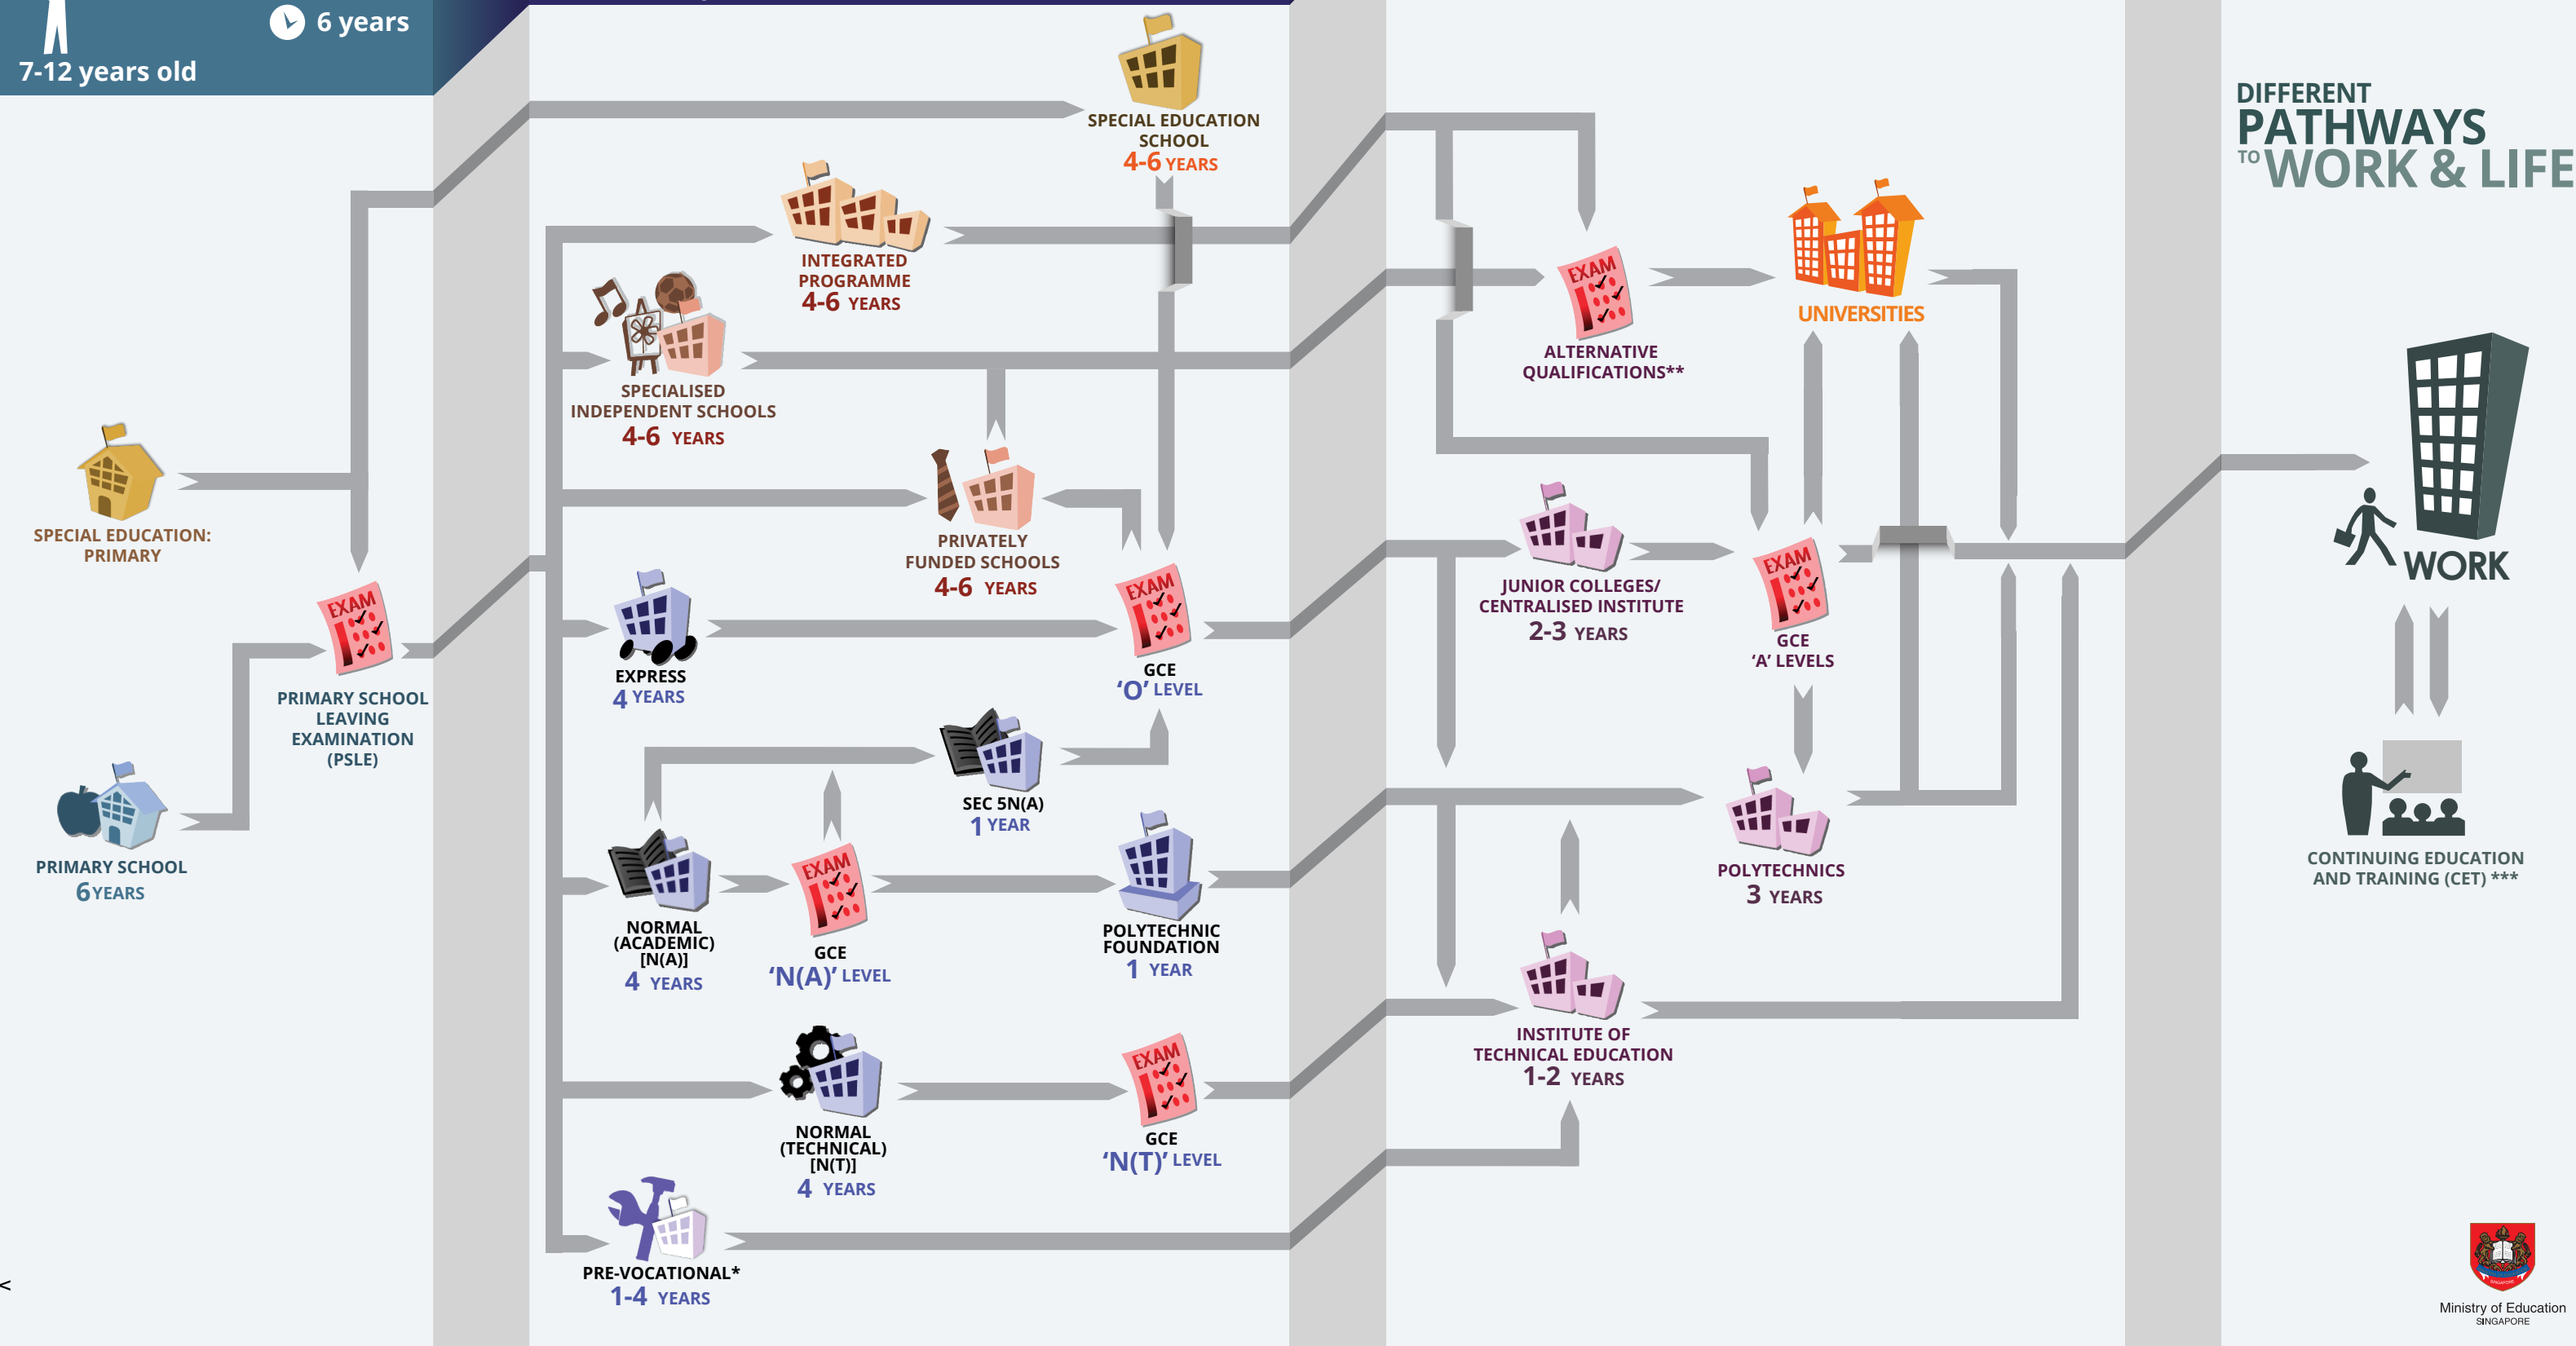 6 years
7-12 years old
SPECIAL EDUCATION:
PRIMARY
EXAM
PRIMARY SCHOOL
LEAVING
EXAMINATION
(PSLE)
PRIMARY SCHOOL
6 YEARS
SPECIAL EDUCATION
SCHOOL
4-6 YEARS
INTEGRATED
PROGRAMME
4-6 YEARS
SPECIALISED
INDEPENDENT SCHOOLS
4-6 YEARS
PRIVATELY
FUNDED SCHOOLS
4-6 YEARS
EXPRESS
4 YEARS
EXAM
GCE
‘O’ LEVEL
SEC 5N(A)
1 YEAR
NORMAL
(ACADEMIC)
[N(A)]
4 YEARS
EXAM
GCE
‘N(A)’ LEVEL
POLYTECHNIC
FOUNDATION
1 YEAR
NORMAL
(TECHNICAL)
[N(T)]
4 YEARS
EXAM
GCE
‘N(T)’ LEVEL
PRE-VOCATIONAL*
1-4 YEARS
EXAM
ALTERNATIVE
QUALIFICATIONS**
UNIVERSITIES
JUNIOR COLLEGES/
CENTRALISED INSTITUTE
2-3 YEARS
EXAM
GCE
‘A’ LEVELS
POLYTECHNICS
3 YEARS
INSTITUTE OF
TECHNICAL EDUCATION
1-2 YEARS
DIFFERENT
PATHWAYS
TO WORK & LIFE
WORK
CONTINUING EDUCATION
AND TRAINING (CET) ***
Ministry of Education
SINGAPORE